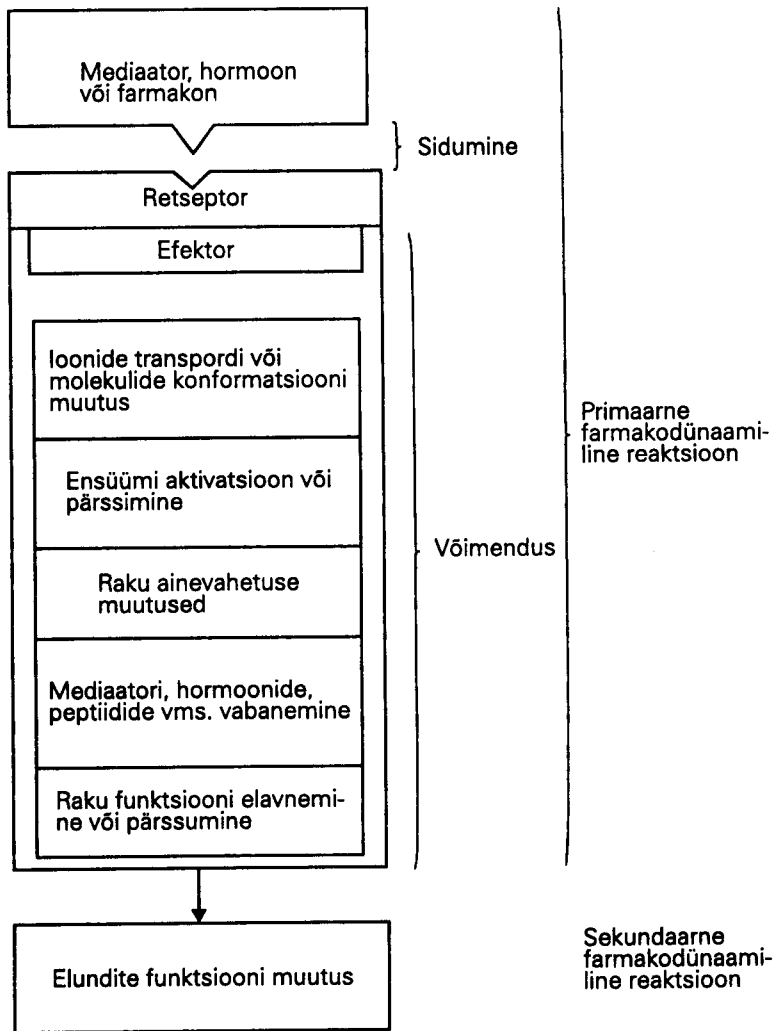 Mediaator, hormoon
või farmakon
Sidumine
Retseptor
Efektor
Ioonide transpordi või
molekulide konformatsiooni
muutus
Primaarne
farmakodünaami-
line reaktsioon
Ensüümi aktivatsioon või
pärssimine
Võimendus
Raku ainevahetuse
muutused
Mediaatori, hormoonide,
peptiidide vms. vabanemine
Raku funktsiooni elavnemi-
ne või pärssumine
Elundite funktsiooni muutus
Sekundaarne
farmakodünaami-
line reaktsioon